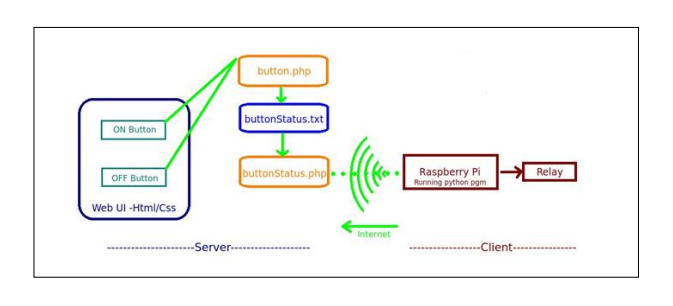 button.php
buttonStatus.txt
ON Button
buttonStatus.php
OFF Button
Raspberry Pi
Running python pgm
Relay
Web UI -Html/Css
Internet
----------------------Server--------------------
------------------Client----------------